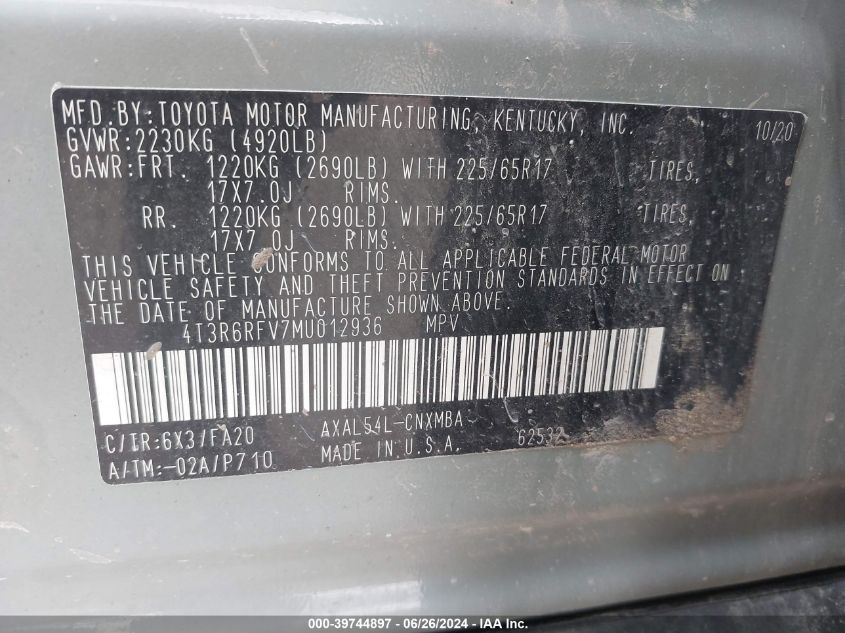 MFD.BY:TOYOTA MOTOR MANUFACTURING, KENTUCKY, INC. 10/20
GVWR:2230KG (4920LB)
GAWR:FRT. 1220KG (2690LB) WITH 225/65R17 TIRES,
17X7.0J RIMS.
RR. 1220KG (2690LB) WITH 225/65R17 TIRES,
17X7.0J RIMS.
THIS VEHICLE CONFORMS TO ALL APPLICABLE FEDERAL MOTOR
VEHICLE SAFETY AND THEFT PREVENTION STANDARDS IN EFFECT ON
THE DATE OF MANUFACTURE SHOWN ABOVE.
4T3R6RFV7MU012936 MPV
C/TR:6X3/FA20 AXAL54L-CNXMBA
A/TM:-02A/P710 MADE IN U.S.A. 62532
000-39744897 - 06/26/2024 - IAA, Inc.